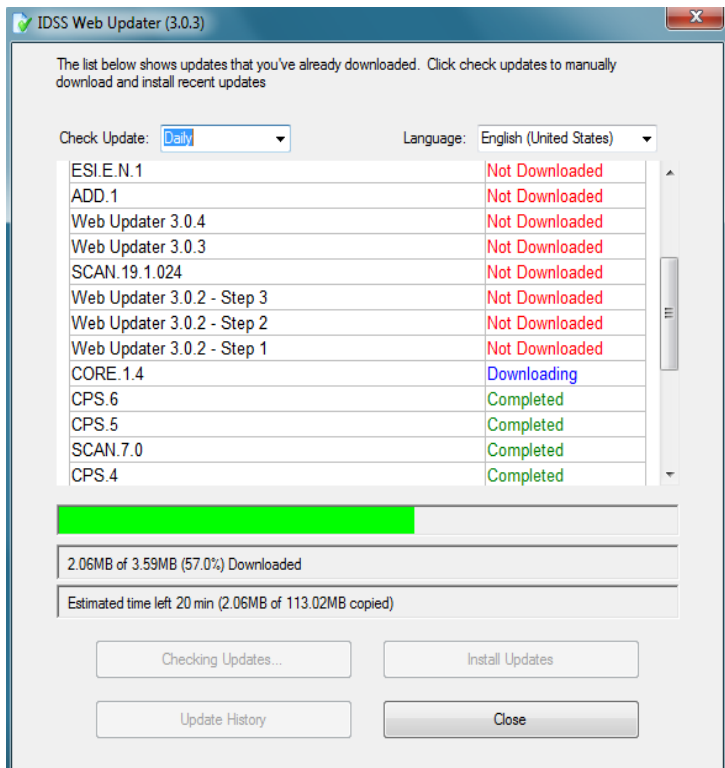 IDSS Web Updater (3.0.3)
The list below shows updates that you've already downloaded. Click check updates to manually
download and install recent updates
Check Update: Daily Language: English (United States)
ESI.E.N.1 Not Downloaded
ADD.1 Not Downloaded
Web Updater 3.0.4 Not Downloaded
Web Updater 3.0.3 Not Downloaded
SCAN.19.1.024 Not Downloaded
Web Updater 3.0.2 - Step 3 Not Downloaded
Web Updater 3.0.2 - Step 2 Not Downloaded
Web Updater 3.0.2 - Step 1 Not Downloaded
CORE.1.4 Downloading
CPS.6 Completed
CPS.5 Completed
SCAN.7.0 Completed
CPS.4 Completed
2.06MB of 3.59MB (57.0%) Downloaded
Estimated time left 20 min (2.06MB of 113.02MB copied)
Checking Updates... Install Updates
Update History Close